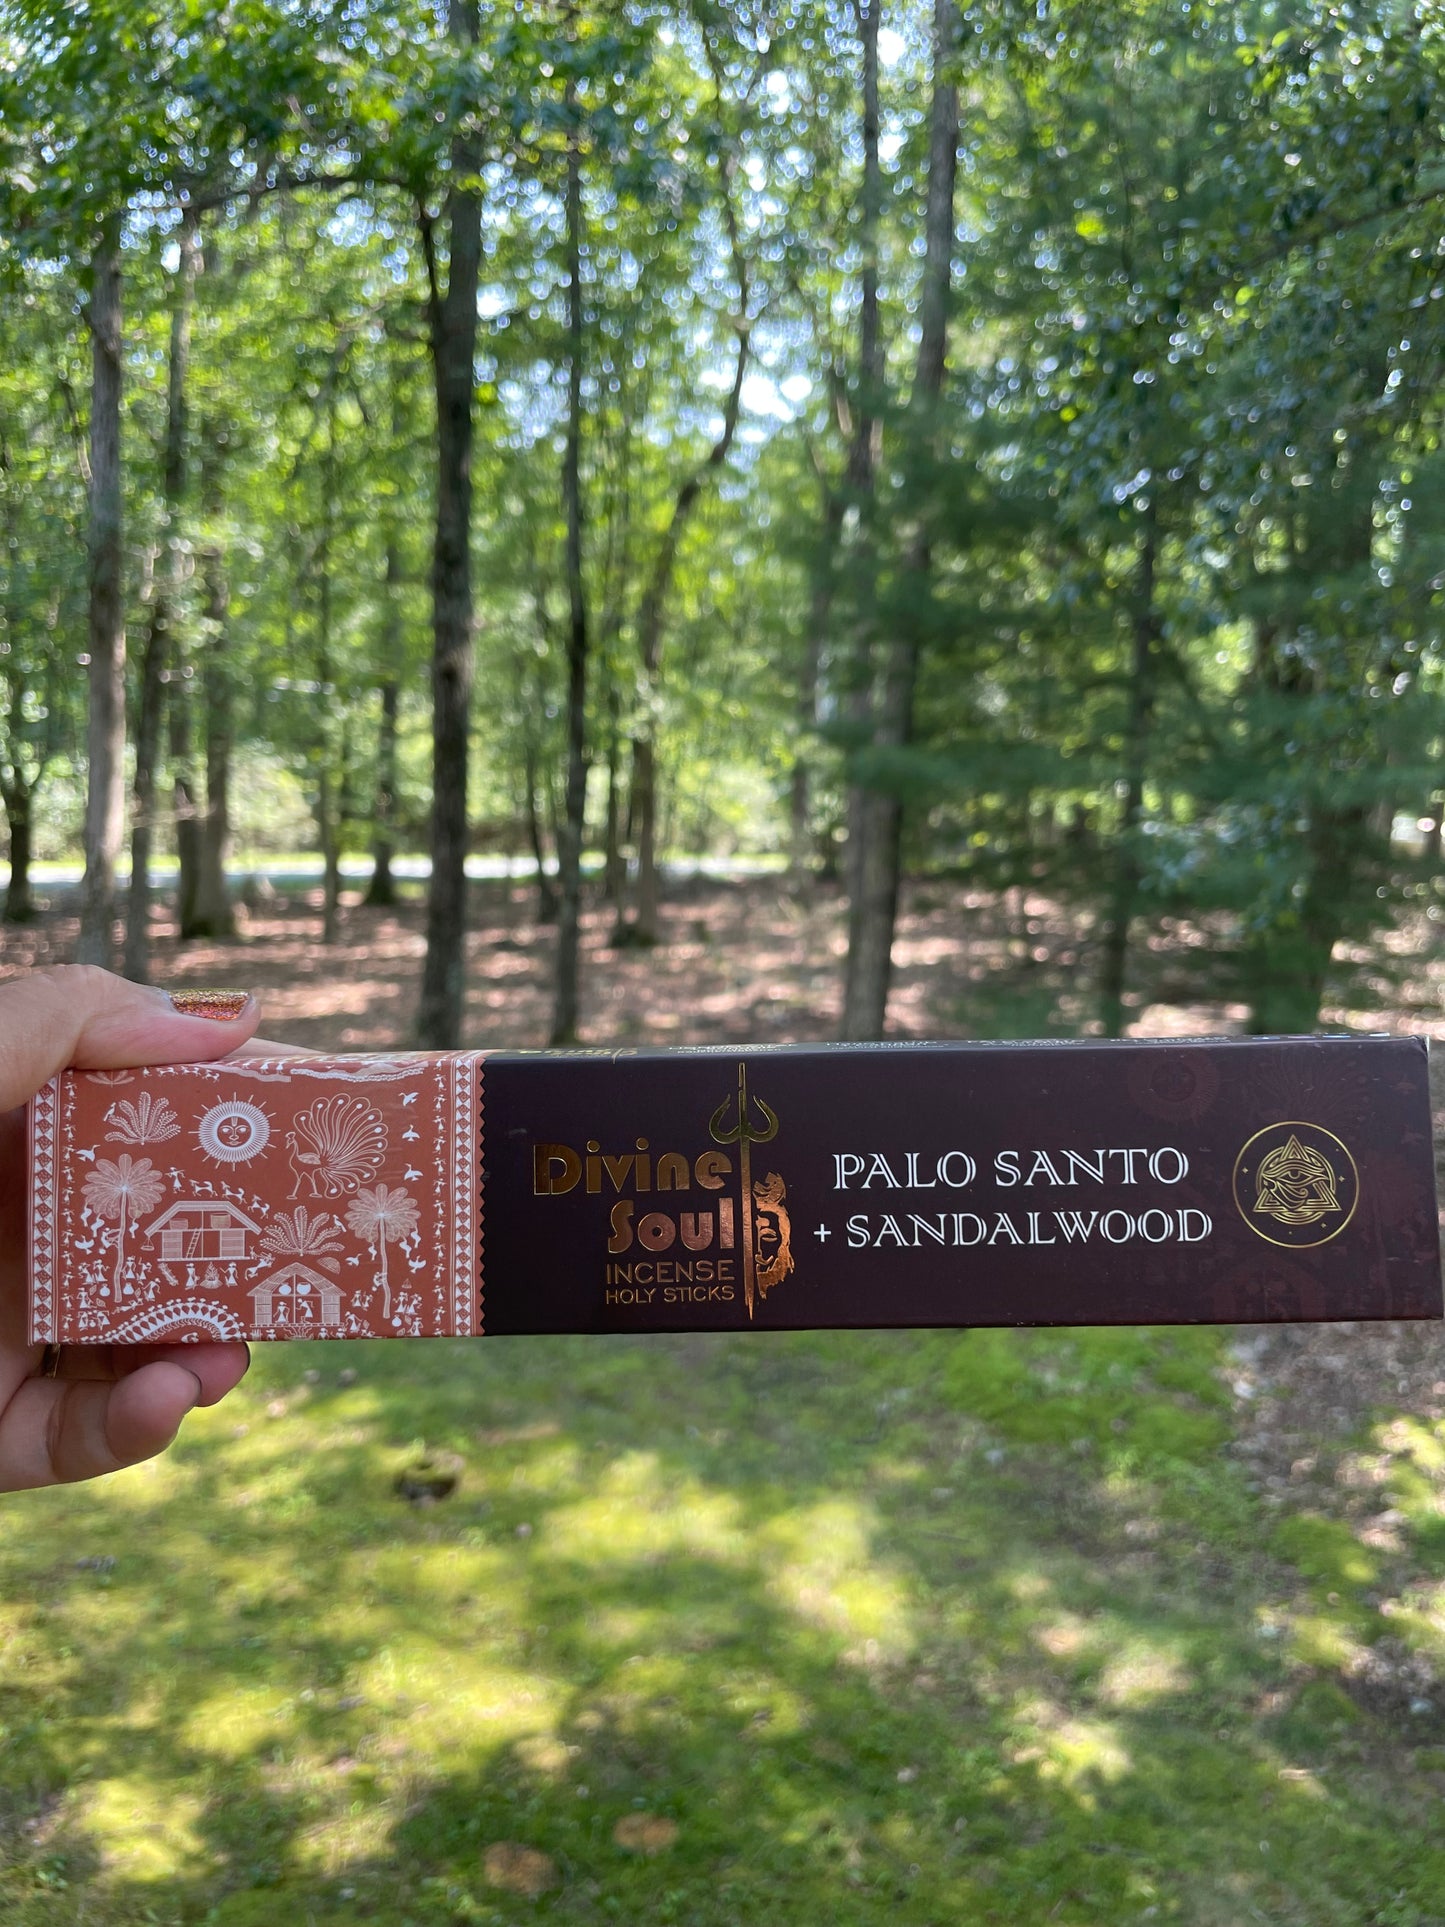 Divine
Soul
INCENSE
HOLY STICKS
PALO SANTO
+ SANDALWOOD